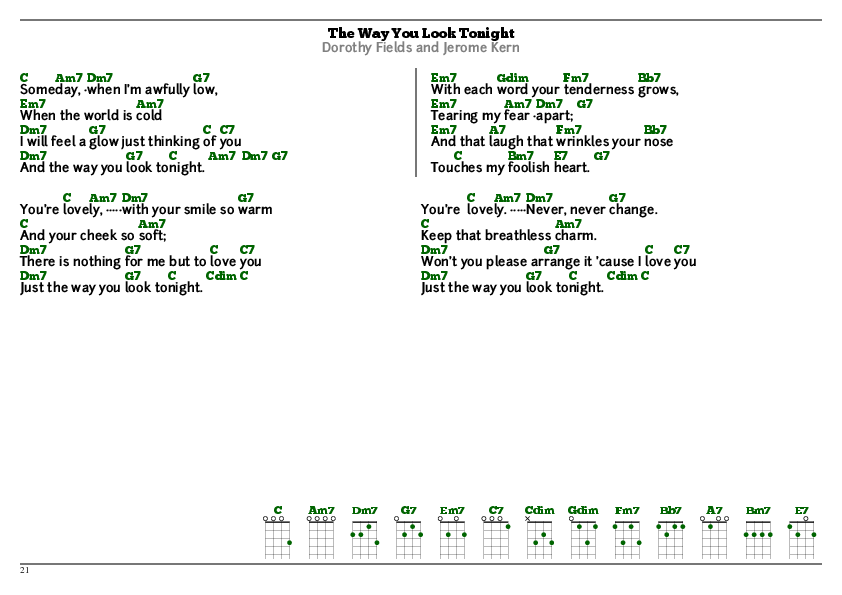 The Way You Look Tonight
Dorothy Fields and Jerome Kern
C Am7 Dm7 G7
Someday, ·when I'm awfully low,
Em7 Am7
When the world is cold
Dm7 G7 C C7
I will feel a glow just thinking of you
Dm7 G7 C Am7 Dm7 G7
And the way you look tonight.
C Am7 Dm7 G7
You're lovely, ·····with your smile so warm
C Am7
And your cheek so soft;
Dm7 G7 C C7
There is nothing for me but to love you
Dm7 G7 C Cdim C
Just the way you look tonight.
Em7 Gdim Fm7 Bb7
With each word your tenderness grows,
Em7 Am7 Dm7 G7
Tearing my fear ·apart;
Em7 A7 Fm7 Bb7
And that laugh that wrinkles your nose
C Bm7 E7 G7
Touches my foolish heart.
C Am7 Dm7 G7
You're lovely. ·····Never, never change.
C Am7
Keep that breathless charm.
Dm7 G7 C C7
Won't you please arrange it 'cause I love you
Dm7 G7 C Cdim C
Just the way you look tonight.
C Am7 Dm7 G7 Em7 C7 Cdim Gdim Fm7 Bb7 A7 Bm7 E7
21